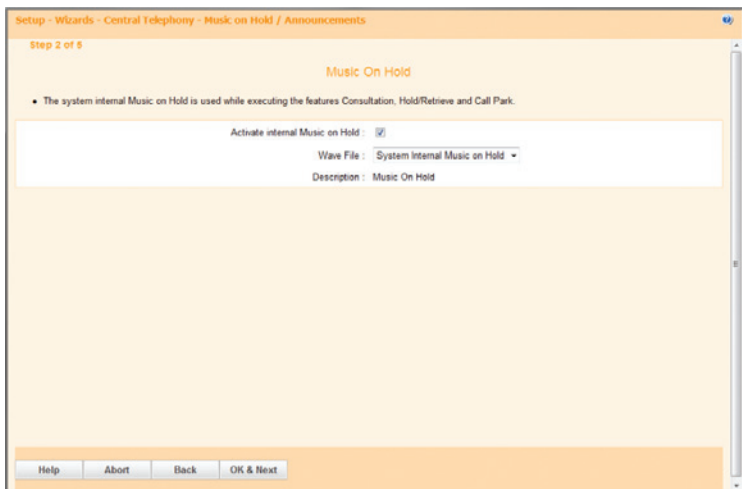 Setup - Wizards - Central Telephony - Music on Hold / Announcements
Step 2 of 5
Music On Hold
• The system internal Music on Hold is used while executing the features Consultation, Hold/Retrieve and Call Park.
Activate internal Music on Hold :
Wave File : System Internal Music on Hold
Description : Music On Hold
Help Abort Back OK & Next